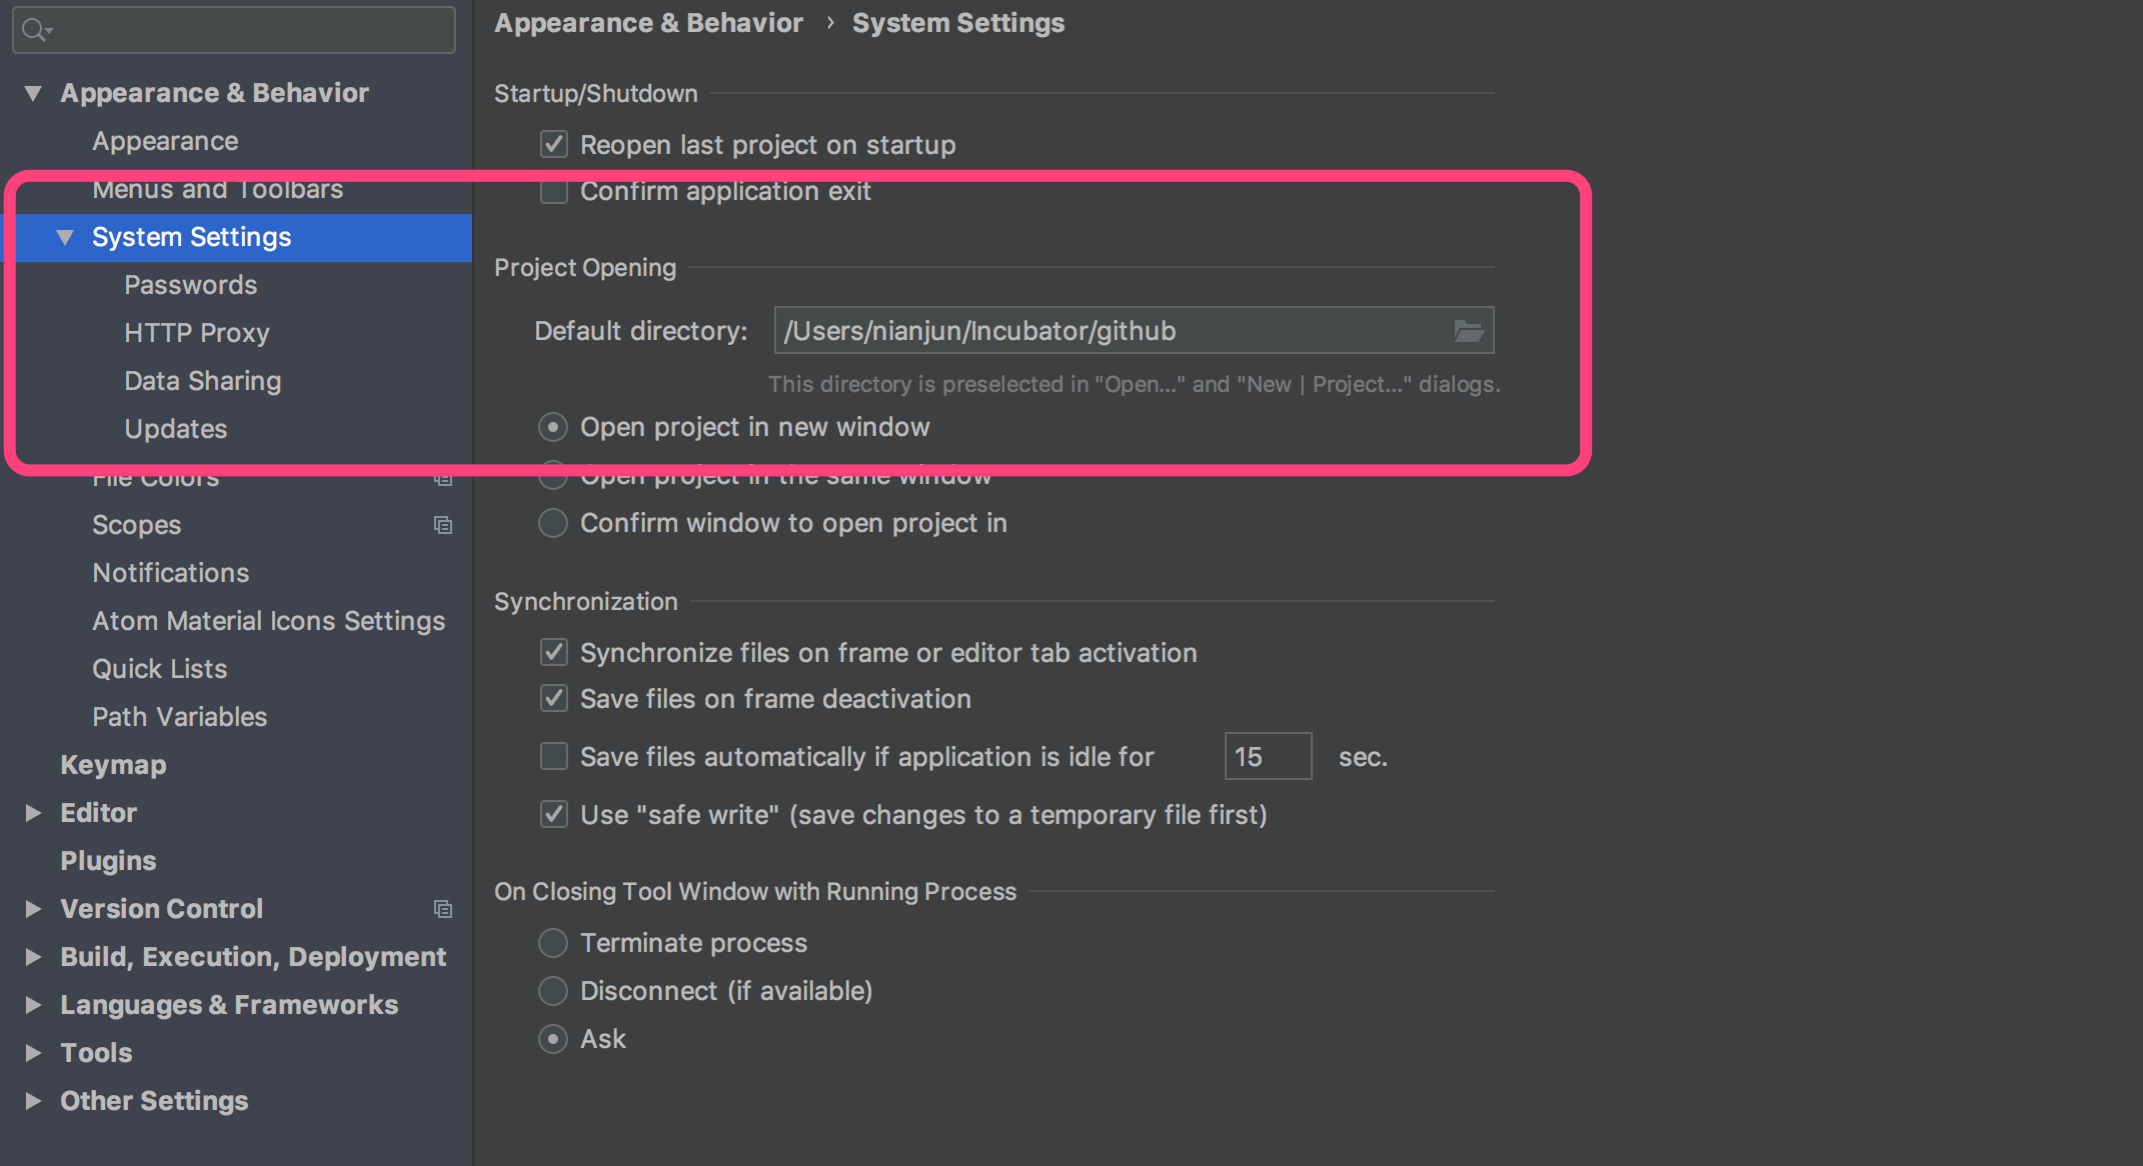 Appearance & Behavior
Appearance
Menus and Toolbars
System Settings
Passwords
HTTP Proxy
Data Sharing
Updates
File Colors
Scopes
Notifications
Atom Material Icons Settings
Quick Lists
Path Variables
Keymap
Editor
Plugins
Version Control
Build, Execution, Deployment
Languages & Frameworks
Tools
Other Settings
Appearance & Behavior › System Settings
Startup/Shutdown
Reopen last project on startup
Confirm application exit
Project Opening
Default directory: /Users/nianjun/Incubator/github
This directory is preselected in "Open..." and "New | Project..." dialogs.
Open project in new window
Open project in the same window
Confirm window to open project in
Synchronization
Synchronize files on frame or editor tab activation
Save files on frame deactivation
Save files automatically if application is idle for 15 sec.
Use "safe write" (save changes to a temporary file first)
On Closing Tool Window with Running Process
Terminate process
Disconnect (if available)
Ask